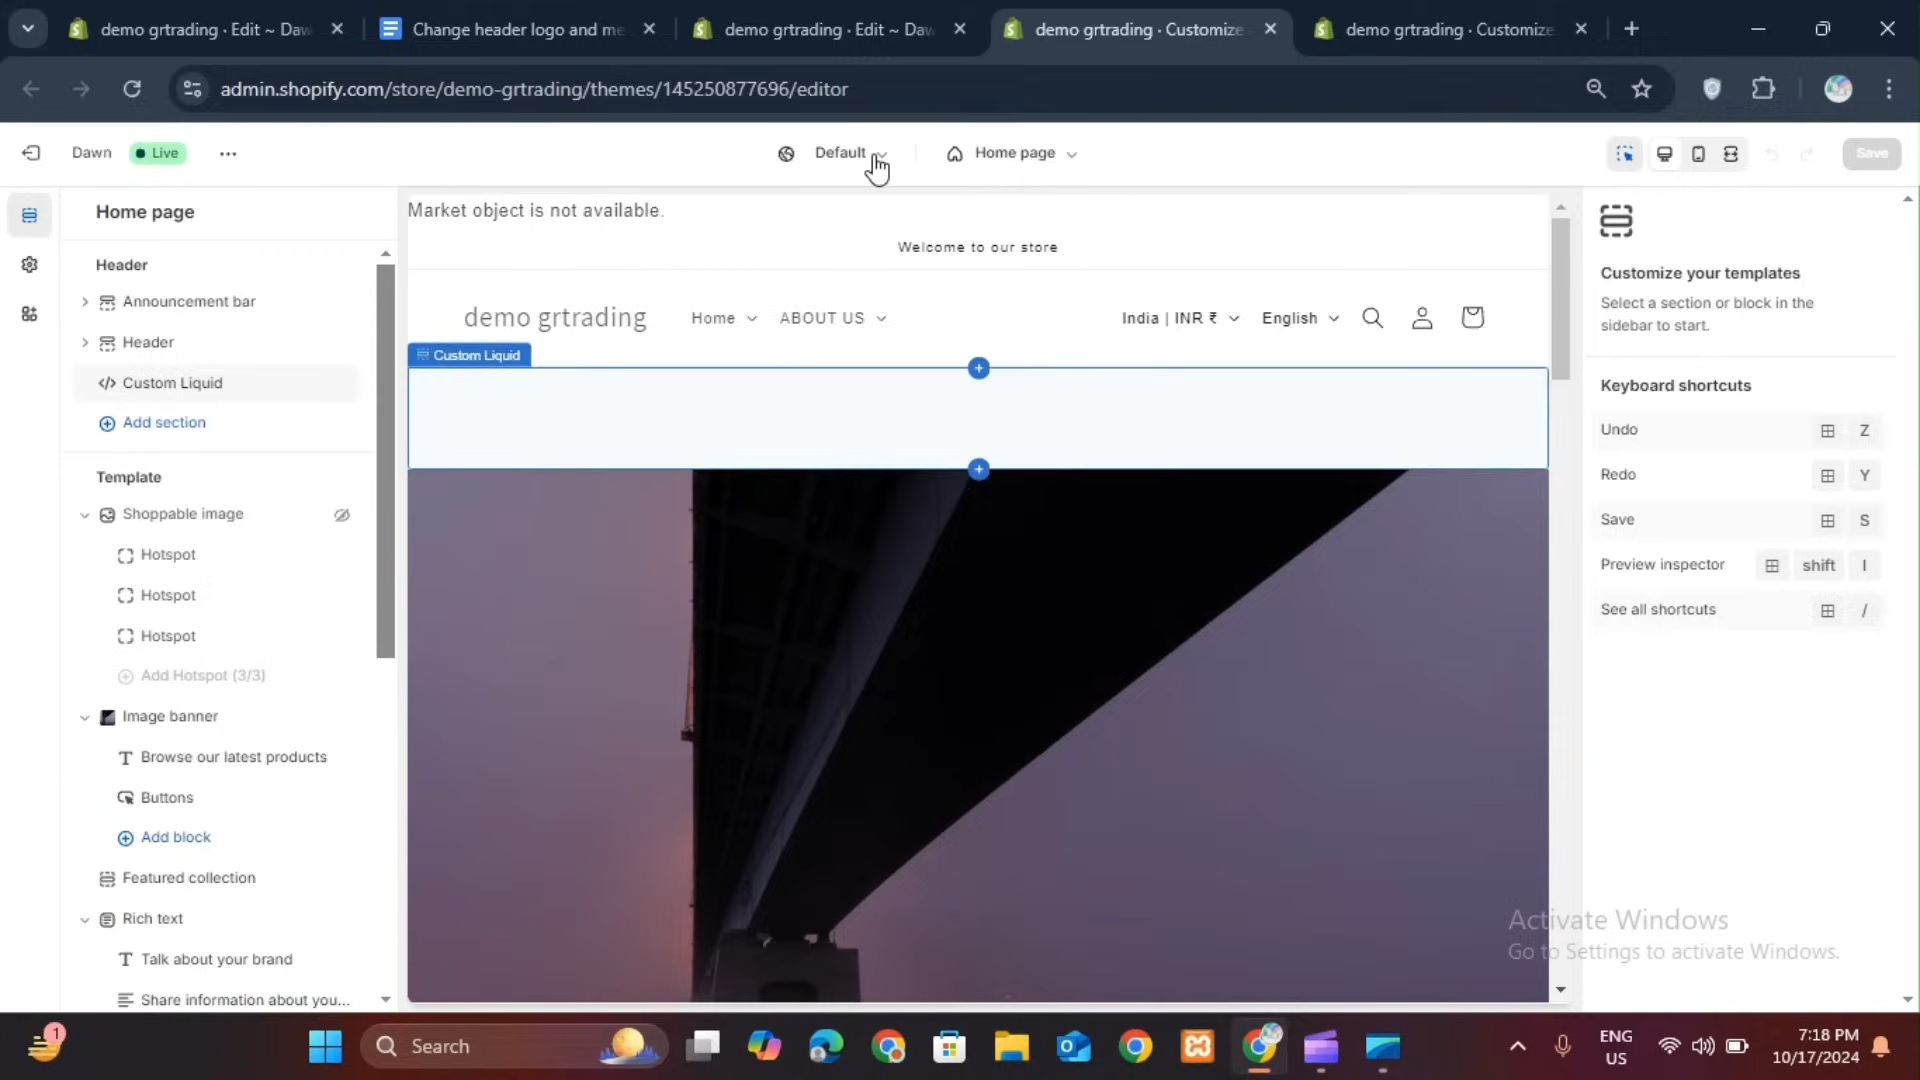 demo grtrading · Edit ~ Daw
Change header logo and me
demo grtrading · Edit ~ Daw
demo grtrading · Customize
demo grtrading · Customize
admin.shopify.com/store/demo-grtrading/themes/145250877696/editor
Dawn
Live
Default
Home page
Save
Home page
Header
Announcement bar
Header
Custom Liquid
Add section
Template
Shoppable image
Hotspot
Hotspot
Hotspot
Add Hotspot (3/3)
Image banner
Browse our latest products
Buttons
Add block
Featured collection
Rich text
Talk about your brand
Share information about you...
Market object is not available.
Welcome to our store
demo grtrading
Home
ABOUT US
India | INR ₹
English
Custom Liquid
Customize your templates
Select a section or block in the
sidebar to start.
Keyboard shortcuts
Undo
Z
Redo
Y
Save
S
Preview inspector
shift
I
See all shortcuts
/
Activate Windows
Go to Settings to activate Windows.
1
Search
ENG
US
7:18 PM
10/17/2024